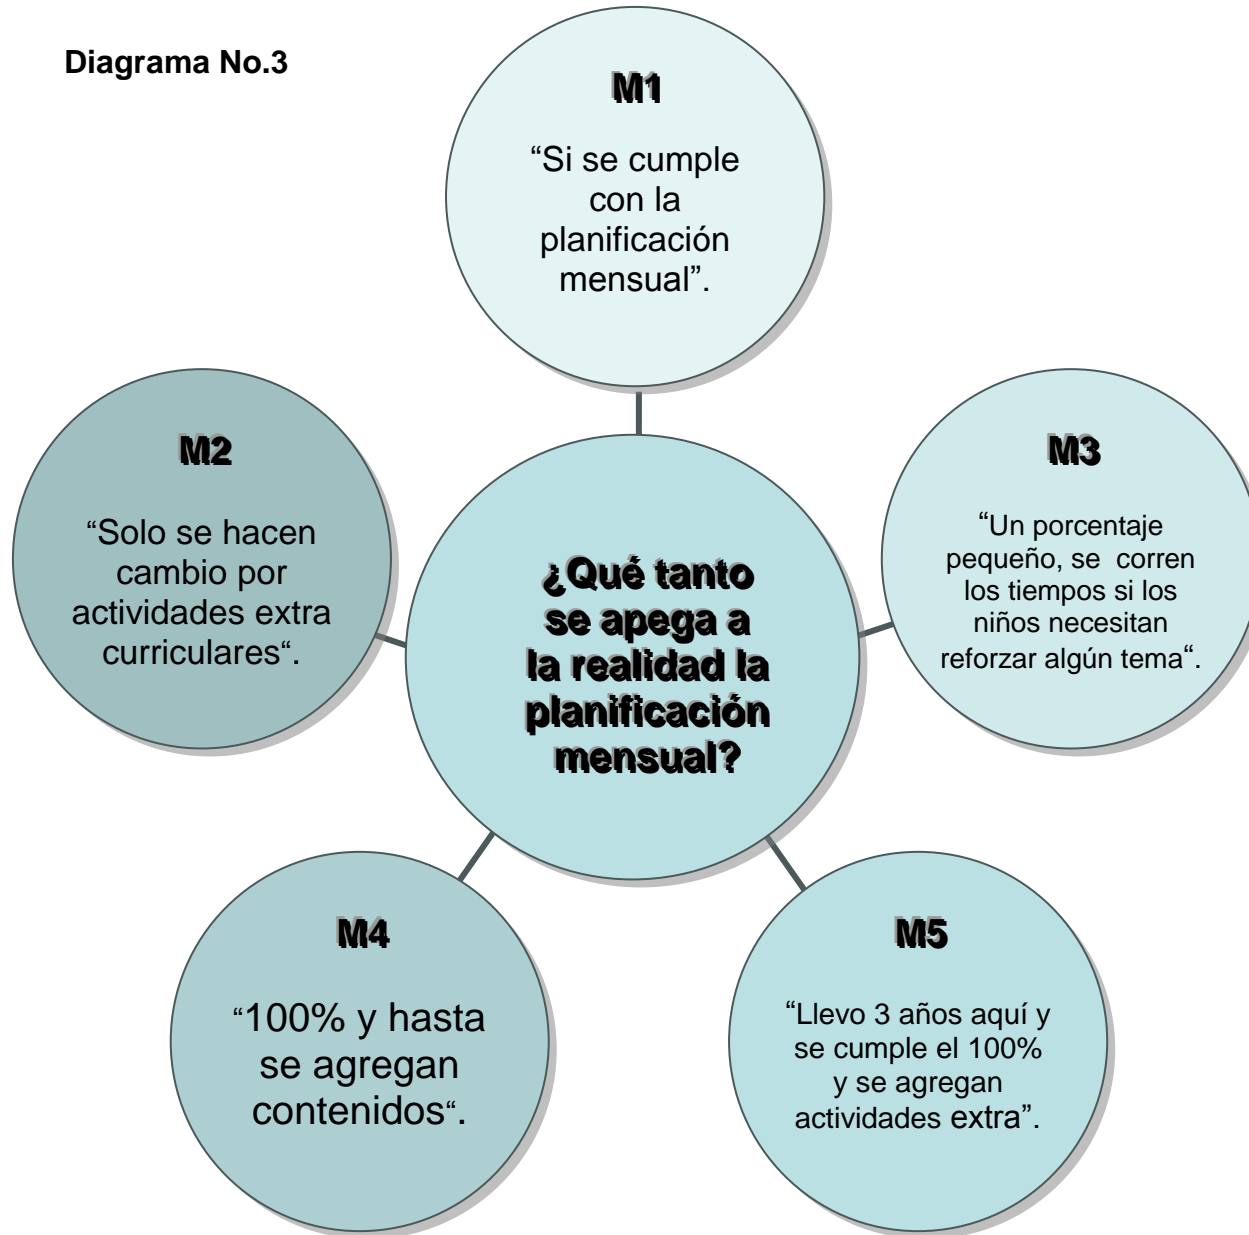 Diagrama No.3
M1
“Si se cumple
con la
planificación
mensual”.
M2
“Solo se hacen
cambio por
actividades extra
curriculares“.
M3
“Un porcentaje
pequeño, se  corren
los tiempos si los
niños necesitan
reforzar algún tema“.
¿Qué tanto
se apega a
la realidad la
planificación
mensual?
M4
“100% y hasta
se agregan
contenidos“.
M5
“Llevo 3 años aquí y
se cumple el 100%
y se agregan
actividades extra”.